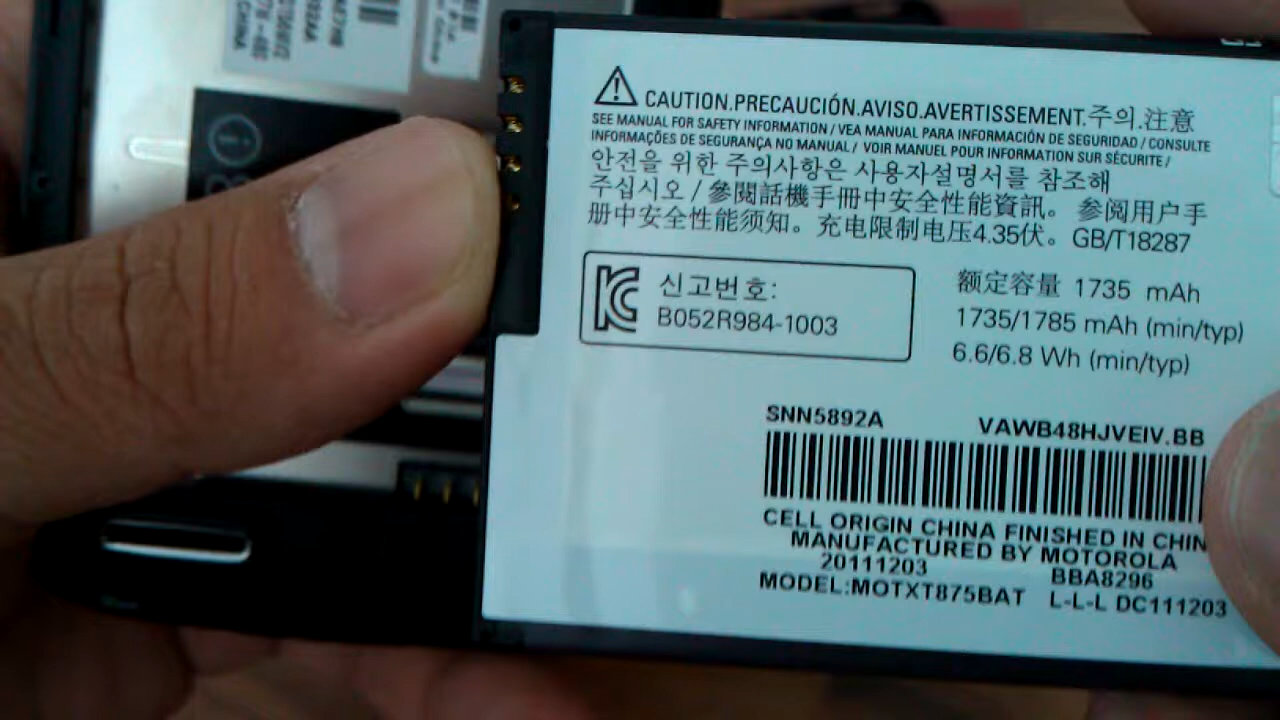 CAUTION.PRECAUCIÓN.AVISO.AVERTISSEMENT.주의.注意
SEE MANUAL FOR SAFETY INFORMATION / VEA MANUAL PARA INFORMACIÓN DE SEGURIDAD / CONSULTE
INFORMAÇÕES DE SEGURANÇA NO MANUAL / VOIR MANUEL POUR INFORMATION SUR SÉCURITE /
안전을 위한 주의사항은 사용자설명서를 참조해
주십시오 / 參閱話機手冊中安全性能資訊。 参阅用户手
册中安全性能须知。充电限制电压4.35伏。GB/T18287
신고번호:
B052R984-1003
额定容量 1735 mAh
1735/1785 mAh (min/typ)
6.6/6.8 Wh (min/typ)
SNN5892A VAWB48HJVEIV.BB
CELL ORIGIN CHINA FINISHED IN CHIN
MANUFACTURED BY MOTOROLA
20111203 BBA8296
MODEL:MOTXT875BAT L-L-L DC111203